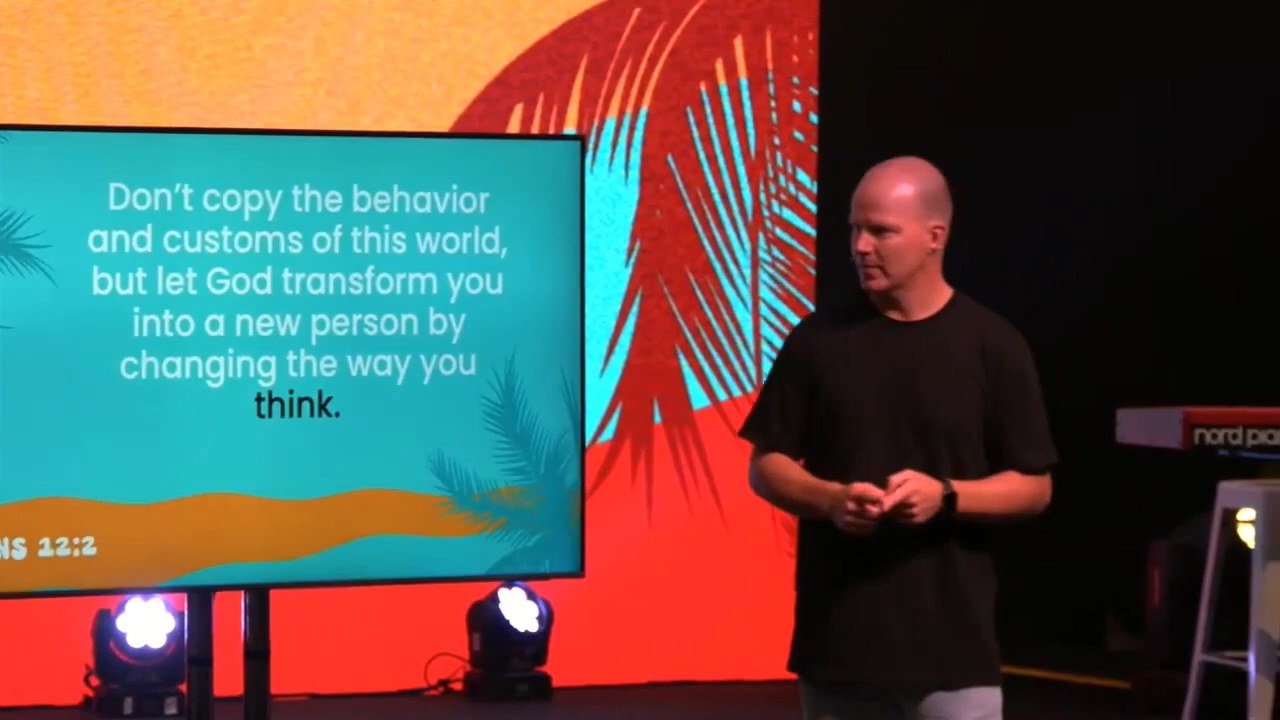 Don't copy the behavior
and customs of this world,
but let God transform you
into a new person by
changing the way you
think.
NS 12:2
nord pia